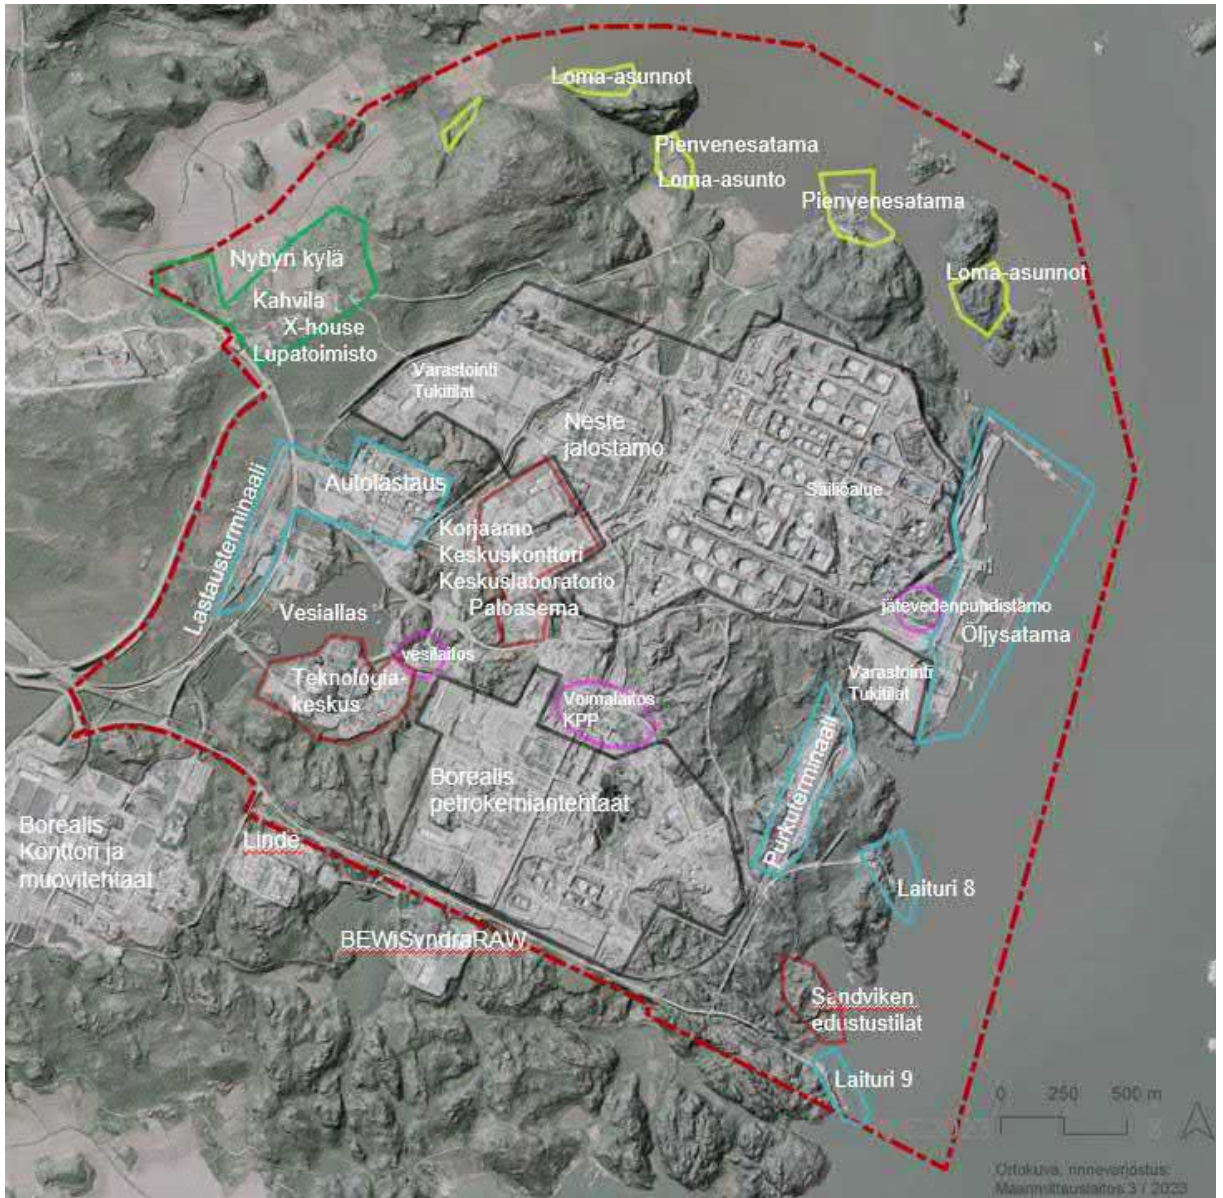 Loma-asunnot
Pienvenesatama
Loma-asunto
Pienvenesatama
Loma-asunnot
Nybyn kylä
Kahvila
X-house
Lupatoimisto
Varastointi
Tukitilat
Neste
jalostamo
Säiliöalue
Autolastaus
Lastausterminaali
Korjaamo
Keskuskonttori
Keskuslaboratorio
Paloasema
Vesiallas
vesilaitos
Teknologia-
keskus
jätevedenpuhdistamo
Öljysatama
Varastointi
Tukitilat
Voimalaitos
KPP
Purkuterminaali
Borealis
petrokemiantehtaat
Borealis
Konttori ja
muovitehtaat
Linde
BEWiSyndraRAW
Laituri 8
Sandviken
edustustilat
Laituri 9
0 250 500 m
Ortokuva, rinnevarjostus:
Maanmittauslaitos 3 / 2023